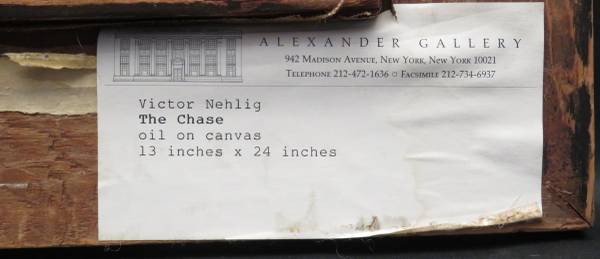 ALEXANDER GALLERY
942 MADISON AVENUE, NEW YORK, NEW YORK 10021
TELEPHONE 212-472-1636 □ FACSIMILE 212-734-6937
Victor Nehlig
The Chase
oil on canvas
13 inches x 24 inches